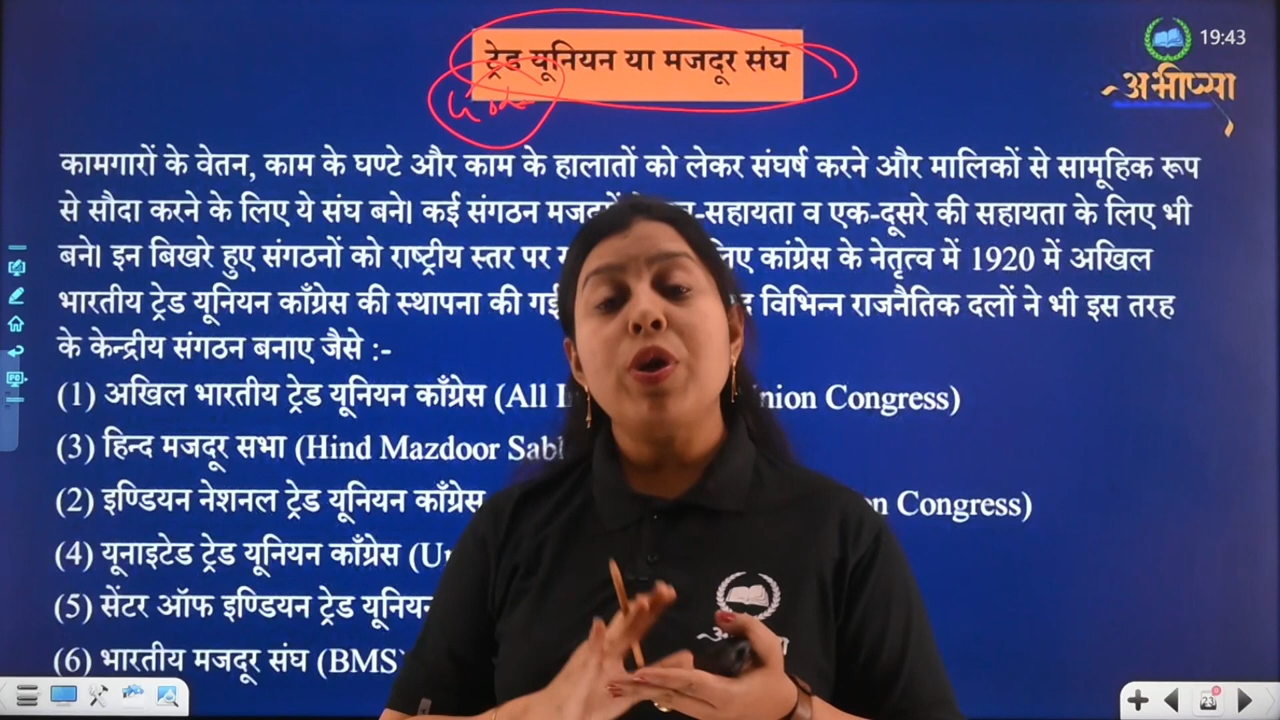 19:43
ट्रेड यूनियन या मजदूर संघ
अभीप्सा
कामगारों के वेतन, काम के घण्टे और काम के हालातों को लेकर संघर्ष करने और मालिकों से सामूहिक रूप
से सौदा करने के लिए ये संघ बने। कई संगठन -सहायता व एक-दूसरे की सहायता के लिए भी
बने। इन बिखरे हुए संगठनों को राष्ट्रीय स्तर पर लिए कांग्रेस के नेतृत्व में 1920 में अखिल
भारतीय ट्रेड यूनियन काँग्रेस की स्थापना की गई विभिन्न राजनैतिक दलों ने भी इस तरह
के केन्द्रीय संगठन बनाए जैसे :-
(1) अखिल भारतीय ट्रेड यूनियन काँग्रेस (All Congress)
(3) हिन्द मजदूर सभा (Hind Mazdoor
(2) इण्डियन नेशनल ट्रेड यूनियन काँग्रेस Congress)
(4) यूनाइटेड ट्रेड यूनियन काँग्रेस
(5) सेंटर ऑफ इण्डियन ट्रेड यूनियन
(6) भारतीय मजदूर संघ (BMS)